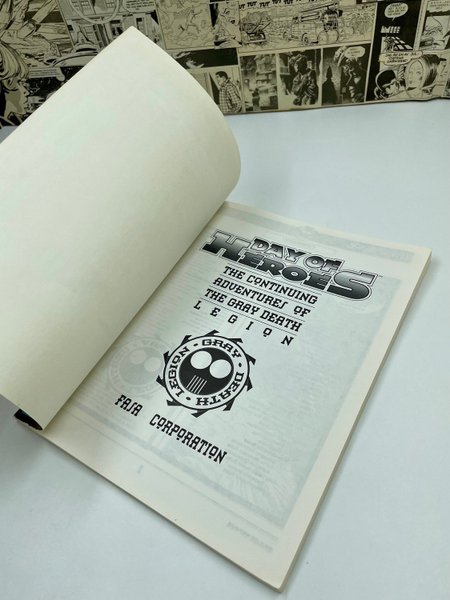 DAY OF
HEROES
THE CONTINUING
ADVENTURES OF
THE GRAY DEATH
LEGION
GRAY · DEATH · LEGION ·
FASA CORPORATION